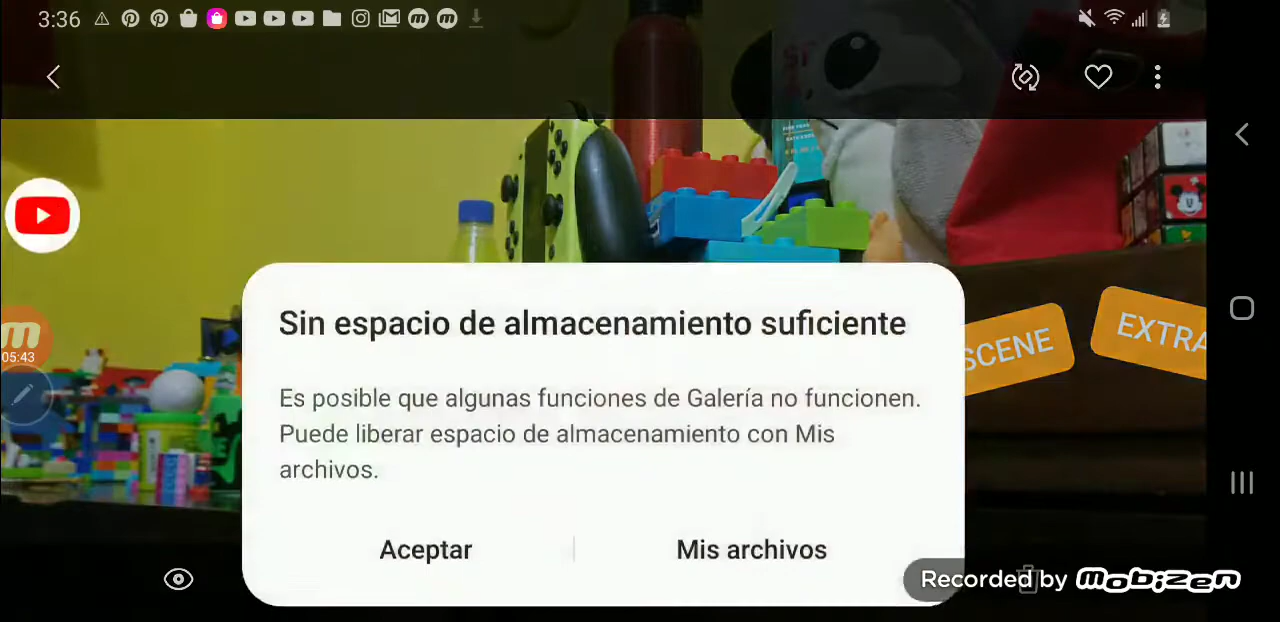 3:36
Sin espacio de almacenamiento suficiente
Es posible que algunas funciones de Galería no funcionen.
Puede liberar espacio de almacenamiento con Mis
archivos.
Aceptar
Mis archivos
SCENE
EXTRA
05:43
Recorded by mobizen